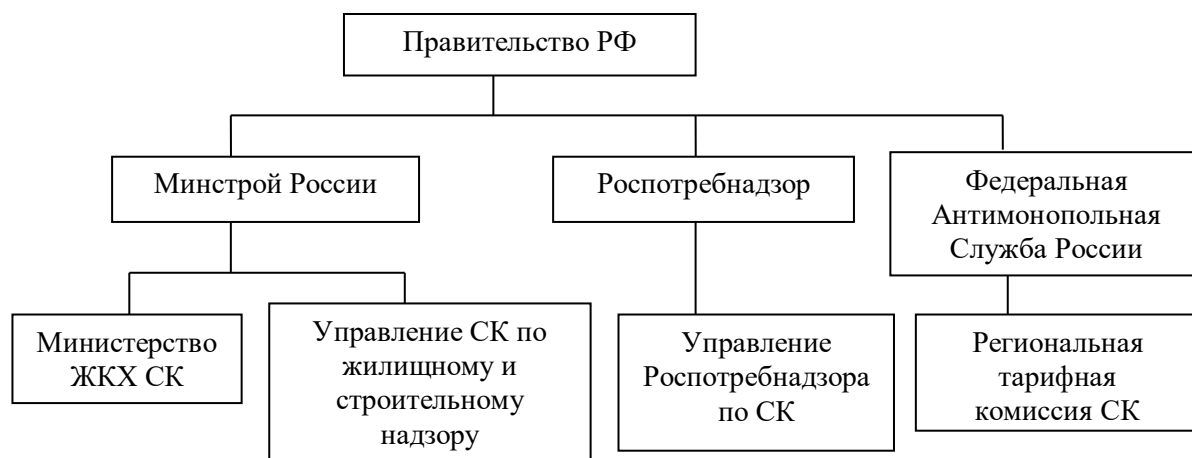 Правительство РФ
Минстрой России
Роспотребнадзор
Федеральная
Антимонопольная
Служба России
Министерство
ЖКХ СК
Управление СК по
жилищному и
строительному
надзору
Управление
Роспотребнадзора
по СК
Региональная
тарифная
комиссия СК